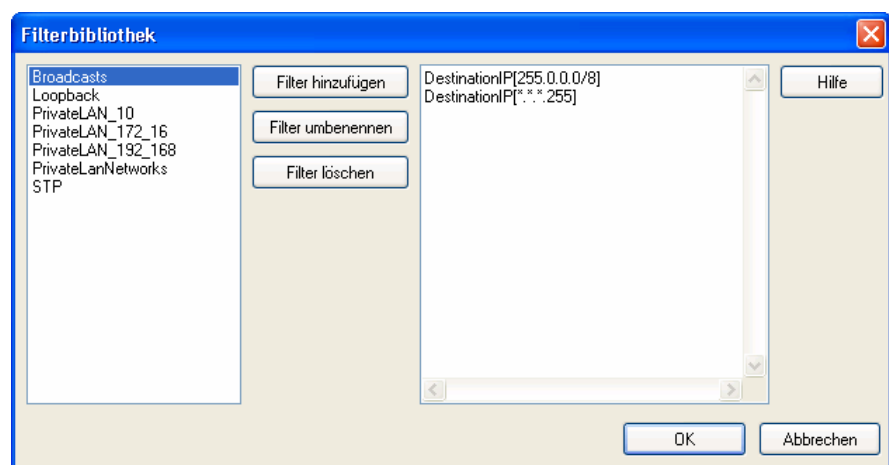 Filterbibliothek
Broadcasts
Loopback
PrivateLAN_10
PrivateLAN_172_16
PrivateLAN_192_168
PrivateLanNetworks
STP
Filter hinzufügen
Filter umbenennen
Filter löschen
DestinationIP[255.0.0.0/8]
DestinationIP[*.*.*.255]
Hilfe
OK
Abbrechen